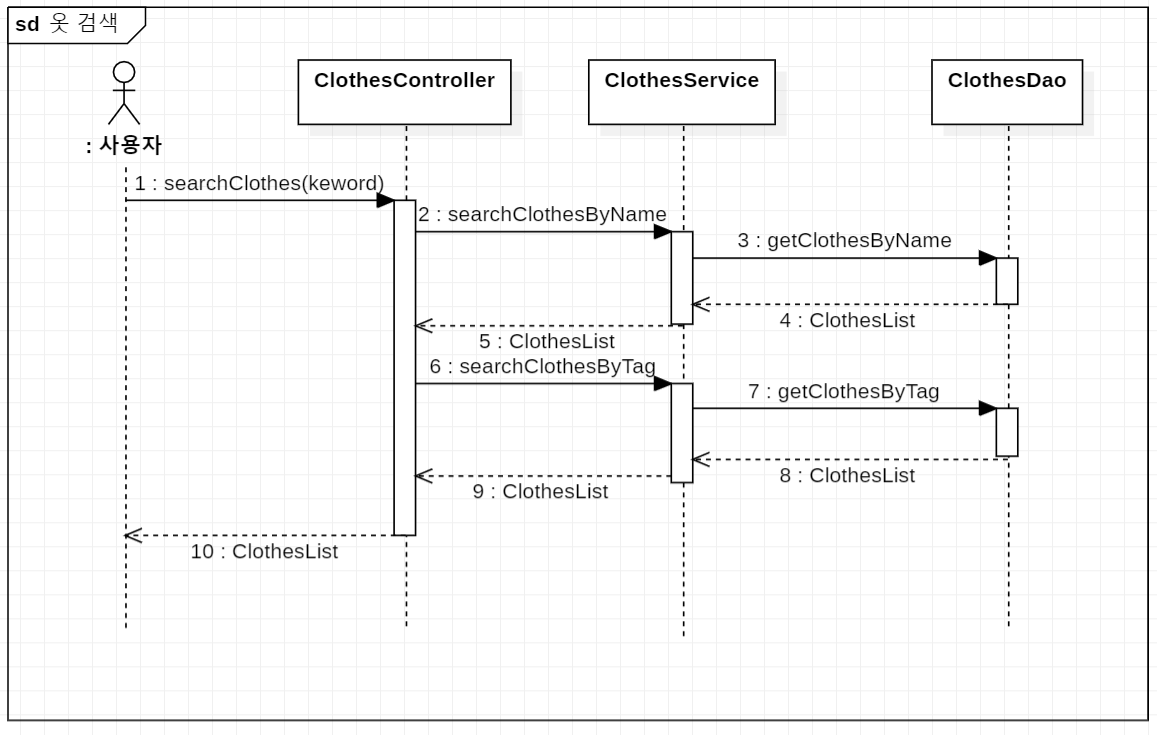 sd 옷 검색
ClothesController
ClothesService
ClothesDao
: 사용자
1 : searchClothes(keword)
2 : searchClothesByName
3 : getClothesByName
4 : ClothesList
5 : ClothesList
6 : searchClothesByTag
7 : getClothesByTag
8 : ClothesList
9 : ClothesList
10 : ClothesList